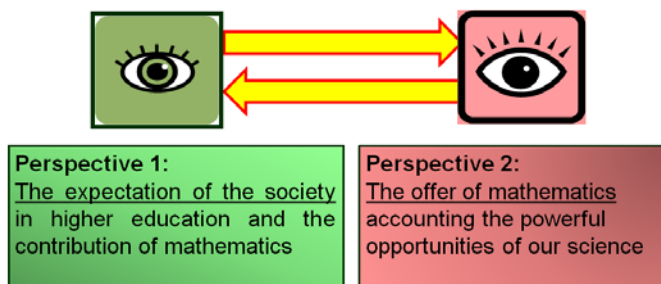 Perspective 1:
The expectation of the society
in higher education and the
contribution of mathematics
Perspective 2:
The offer of mathematics
accounting the powerful
opportunities of our science